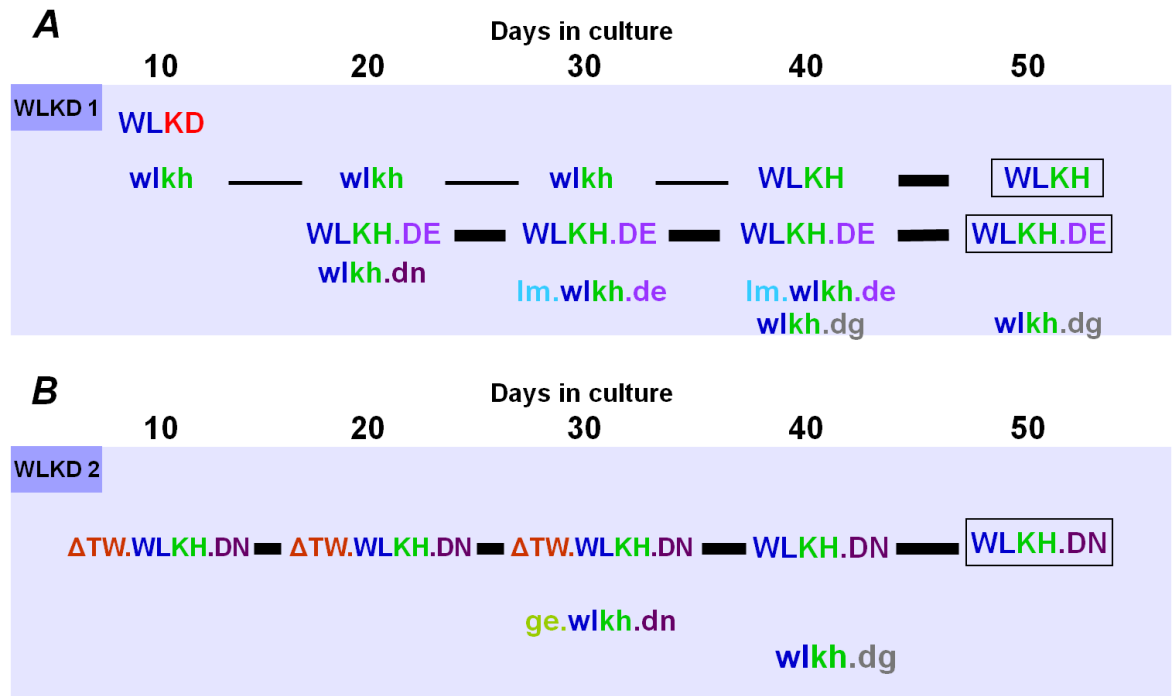 A
Days in culture
10 20 30 40 50
WLKD 1
WLKD
wlkh wlkh wlkh WLKH WLKH
WLKH.DE WLKH.DE WLKH.DE WLKH.DE
wlkh.dn
lm.wlkh.de lm.wlkh.de
wlkh.dg wlkh.dg
B
Days in culture
10 20 30 40 50
WLKD 2
ΔTW.WLKH.DN ΔTW.WLKH.DN ΔTW.WLKH.DN WLKH.DN WLKH.DN
ge.wlkh.dn
wlkh.dg